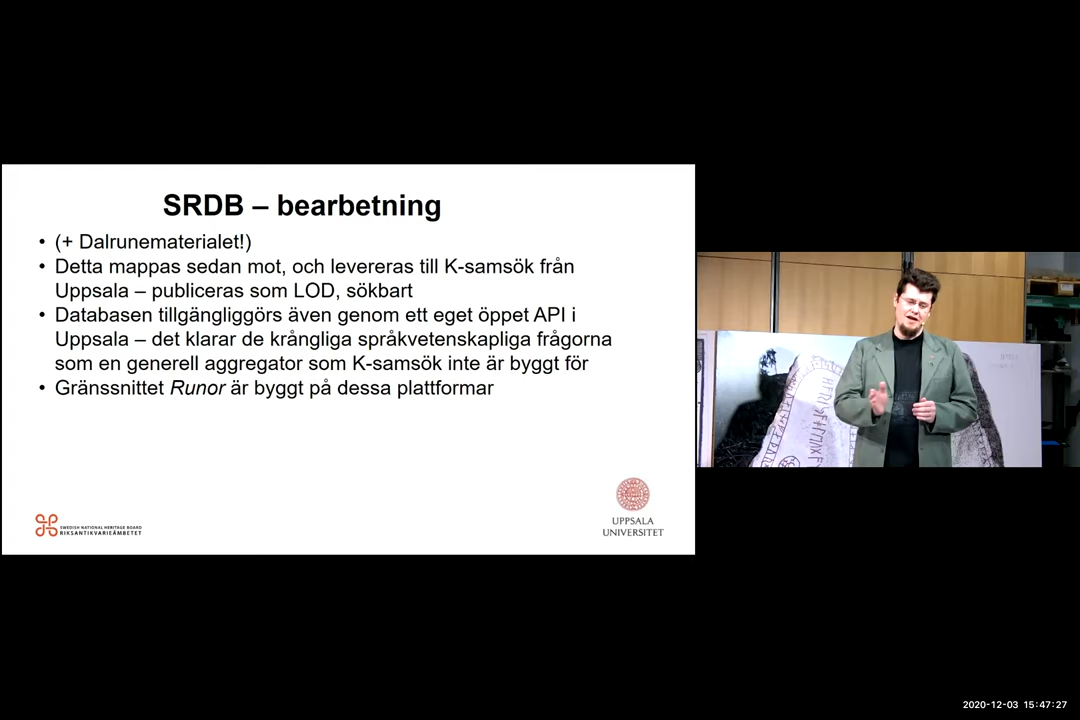 SRDB – bearbetning
• (+ Dalrunematerialet!)
• Detta mappas sedan mot, och levereras till K-samsök från
Uppsala – publiceras som LOD, sökbart
• Databasen tillgängliggörs även genom ett eget öppet API i
Uppsala – det klarar de krångliga språkvetenskapliga frågorna
som en generell aggregator som K-samsök inte är byggt för
• Gränssnittet Runor är byggt på dessa plattformar
SWEDISH NATIONAL HERITAGE BOARD
RIKSANTIKVARIEÄMBETET
UPPSALA
UNIVERSITET
2020-12-03 15:47:27